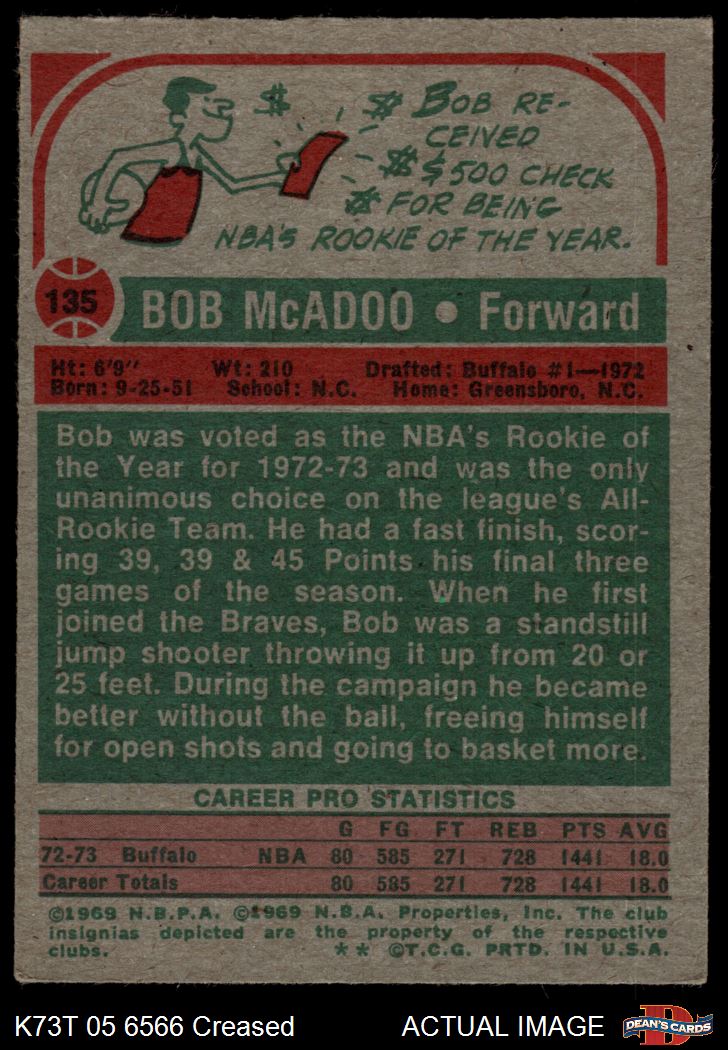 $ $ BOB RE-
CEIVED
$ $500 CHECK
$ FOR BEING
NBA'S ROOKIE OF THE YEAR.
135 BOB McADOO • Forward
Ht: 6'9" Wt: 210 Drafted: Buffalo #1—1972
Born: 9-25-51 School: N.C. Home: Greensboro, N.C.
Bob was voted as the NBA's Rookie of
the Year for 1972-73 and was the only
unanimous choice on the league's All-
Rookie Team. He had a fast finish, scor-
ing 39, 39 & 45 Points his final three
games of the season. When he first
joined the Braves, Bob was a standstill
jump shooter throwing it up from 20 or
25 feet. During the campaign he became
better without the ball, freeing himself
for open shots and going to basket more.
CAREER PRO STATISTICS
G FG FT REB PTS AVG
72-73 Buffalo NBA 80 585 271 728 1441 18.0
Career Totals 80 585 271 728 1441 18.0
©1969 N.B.P.A. ©1969 N.B.A. Properties, Inc. The club
insignias depicted are the property of the respective
clubs. ** ©T.C.G. PRTD. IN U.S.A.
K73T 05 6566 Creased ACTUAL IMAGE D DEAN'S CARDS